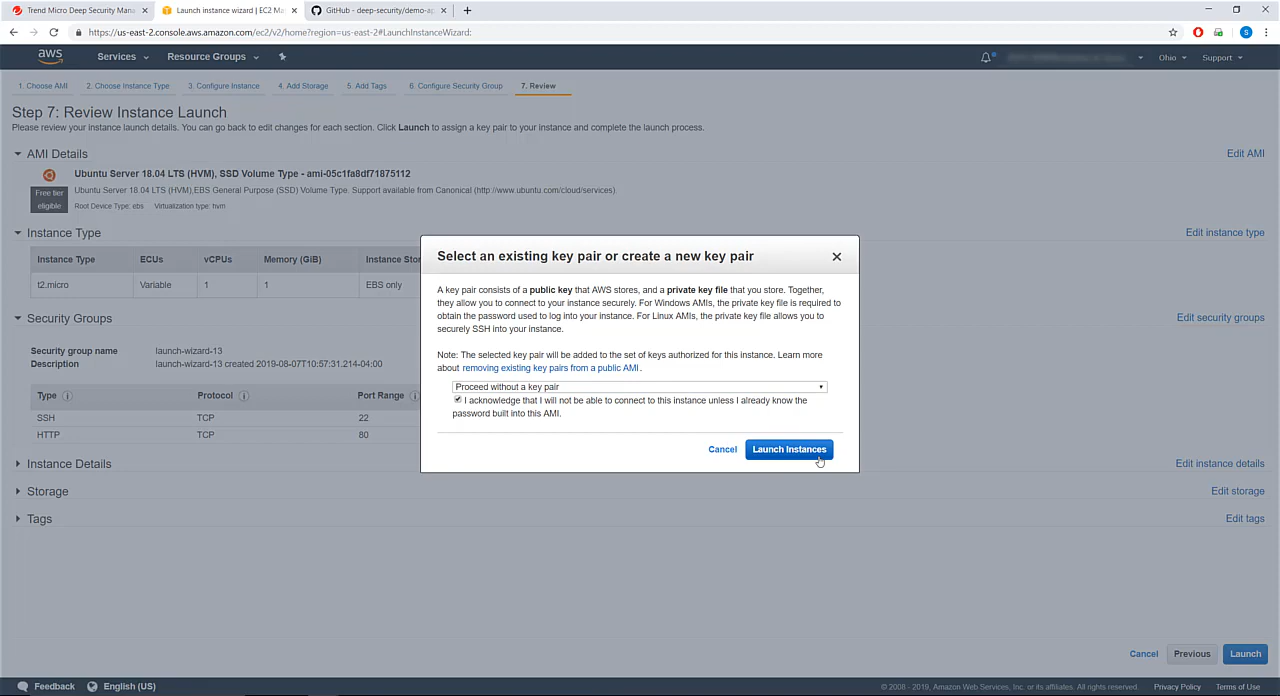 Trend Micro Deep Security Mana
Launch instance wizard | EC2 Ma
GitHub - deep-security/demo-ap
https://us-east-2.console.aws.amazon.com/ec2/v2/home?region=us-east-2#LaunchInstanceWizard:
S
aws
Services
Resource Groups
Ohio
Support
1. Choose AMI
2. Choose Instance Type
3. Configure Instance
4. Add Storage
5. Add Tags
6. Configure Security Group
7. Review
Step 7: Review Instance Launch
Please review your instance launch details. You can go back to edit changes for each section. Click Launch to assign a key pair to your instance and complete the launch process.
AMI Details
Edit AMI
Ubuntu Server 18.04 LTS (HVM), SSD Volume Type - ami-05c1fa8df71875112
Free tier
eligible
Ubuntu Server 18.04 LTS (HVM),EBS General Purpose (SSD) Volume Type. Support available from Canonical (http://www.ubuntu.com/cloud/services).
Root Device Type: ebs Virtualization type: hvm
Instance Type
Edit instance type
Instance Type ECUs vCPUs Memory (GiB) Instance Stor
t2.micro Variable 1 1 EBS only
Security Groups
Edit security groups
Security group name launch-wizard-13
Description launch-wizard-13 created 2019-08-07T10:57:31.214-04:00
Type Protocol Port Range
SSH TCP 22
HTTP TCP 80
Instance Details
Edit instance details
Storage
Edit storage
Tags
Edit tags
Select an existing key pair or create a new key pair
A key pair consists of a public key that AWS stores, and a private key file that you store. Together,
they allow you to connect to your instance securely. For Windows AMIs, the private key file is required to
obtain the password used to log into your instance. For Linux AMIs, the private key file allows you to
securely SSH into your instance.
Note: The selected key pair will be added to the set of keys authorized for this instance. Learn more
about removing existing key pairs from a public AMI.
Proceed without a key pair
I acknowledge that I will not be able to connect to this instance unless I already know the
password built into this AMI.
Cancel
Launch Instances
Cancel
Previous
Launch
Feedback
English (US)
© 2008 - 2019, Amazon Web Services, Inc. or its affiliates. All rights reserved.
Privacy Policy
Terms of Use